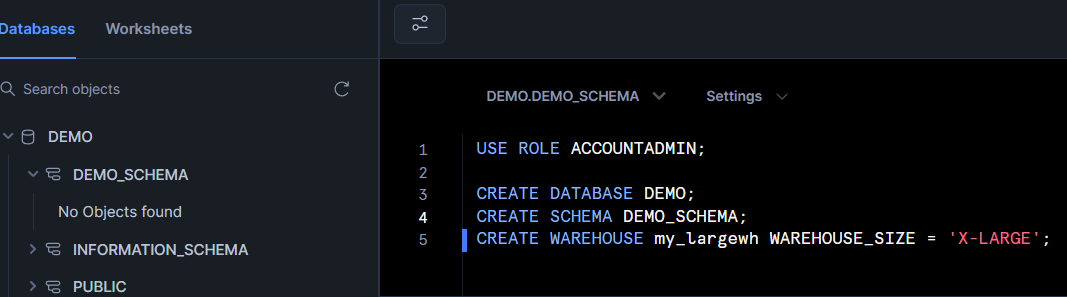 Databases Worksheets
Search objects
DEMO
DEMO_SCHEMA
No Objects found
INFORMATION_SCHEMA
PUBLIC
DEMO.DEMO_SCHEMA Settings
1 USE ROLE ACCOUNTADMIN;
2
3 CREATE DATABASE DEMO;
4 CREATE SCHEMA DEMO_SCHEMA;
5 CREATE WAREHOUSE my_largewh WAREHOUSE_SIZE = 'X-LARGE';